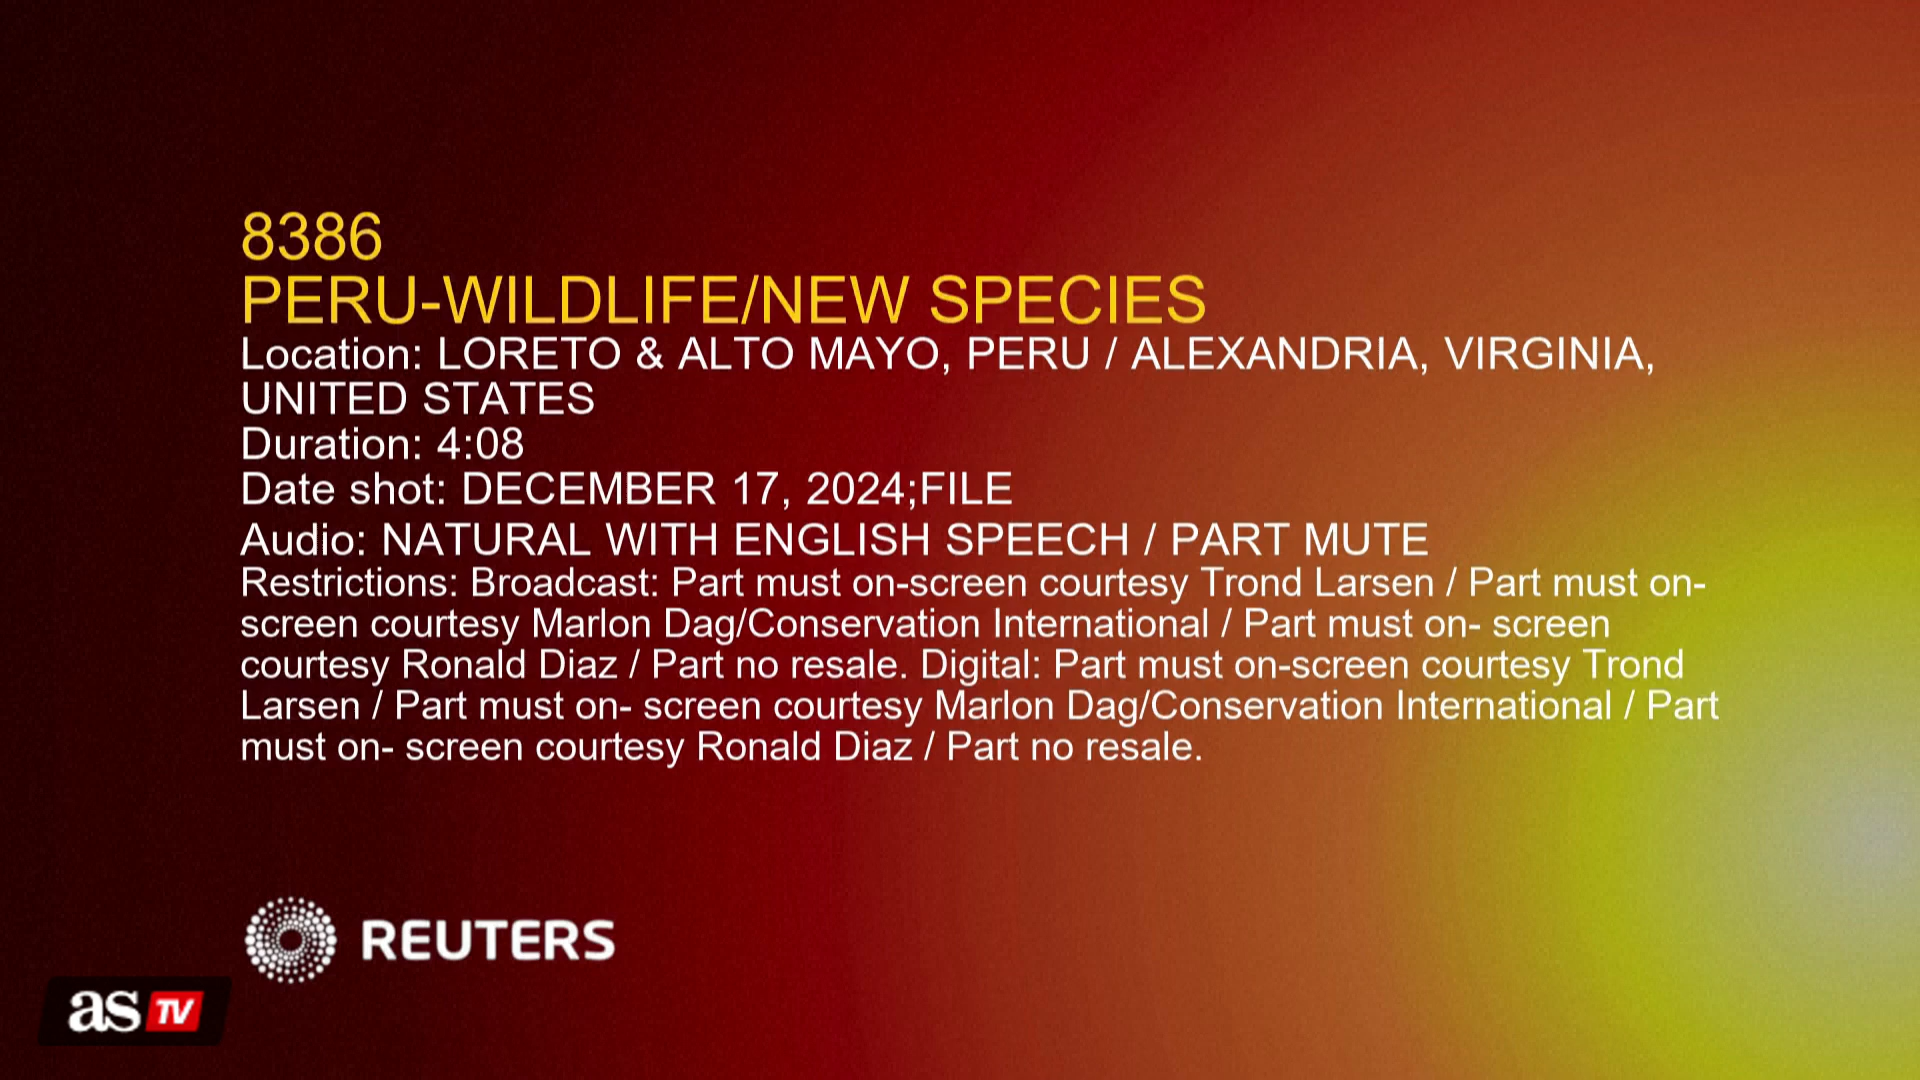 8386
PERU-WILDLIFE/NEW SPECIES
Location: LORETO & ALTO MAYO, PERU / ALEXANDRIA, VIRGINIA,
UNITED STATES
Duration: 4:08
Date shot: DECEMBER 17, 2024;FILE
Audio: NATURAL WITH ENGLISH SPEECH / PART MUTE
Restrictions: Broadcast: Part must on-screen courtesy Trond Larsen / Part must on-
screen courtesy Marlon Dag/Conservation International / Part must on- screen
courtesy Ronald Diaz / Part no resale. Digital: Part must on-screen courtesy Trond
Larsen / Part must on- screen courtesy Marlon Dag/Conservation International / Part
must on- screen courtesy Ronald Diaz / Part no resale.
REUTERS
as TV